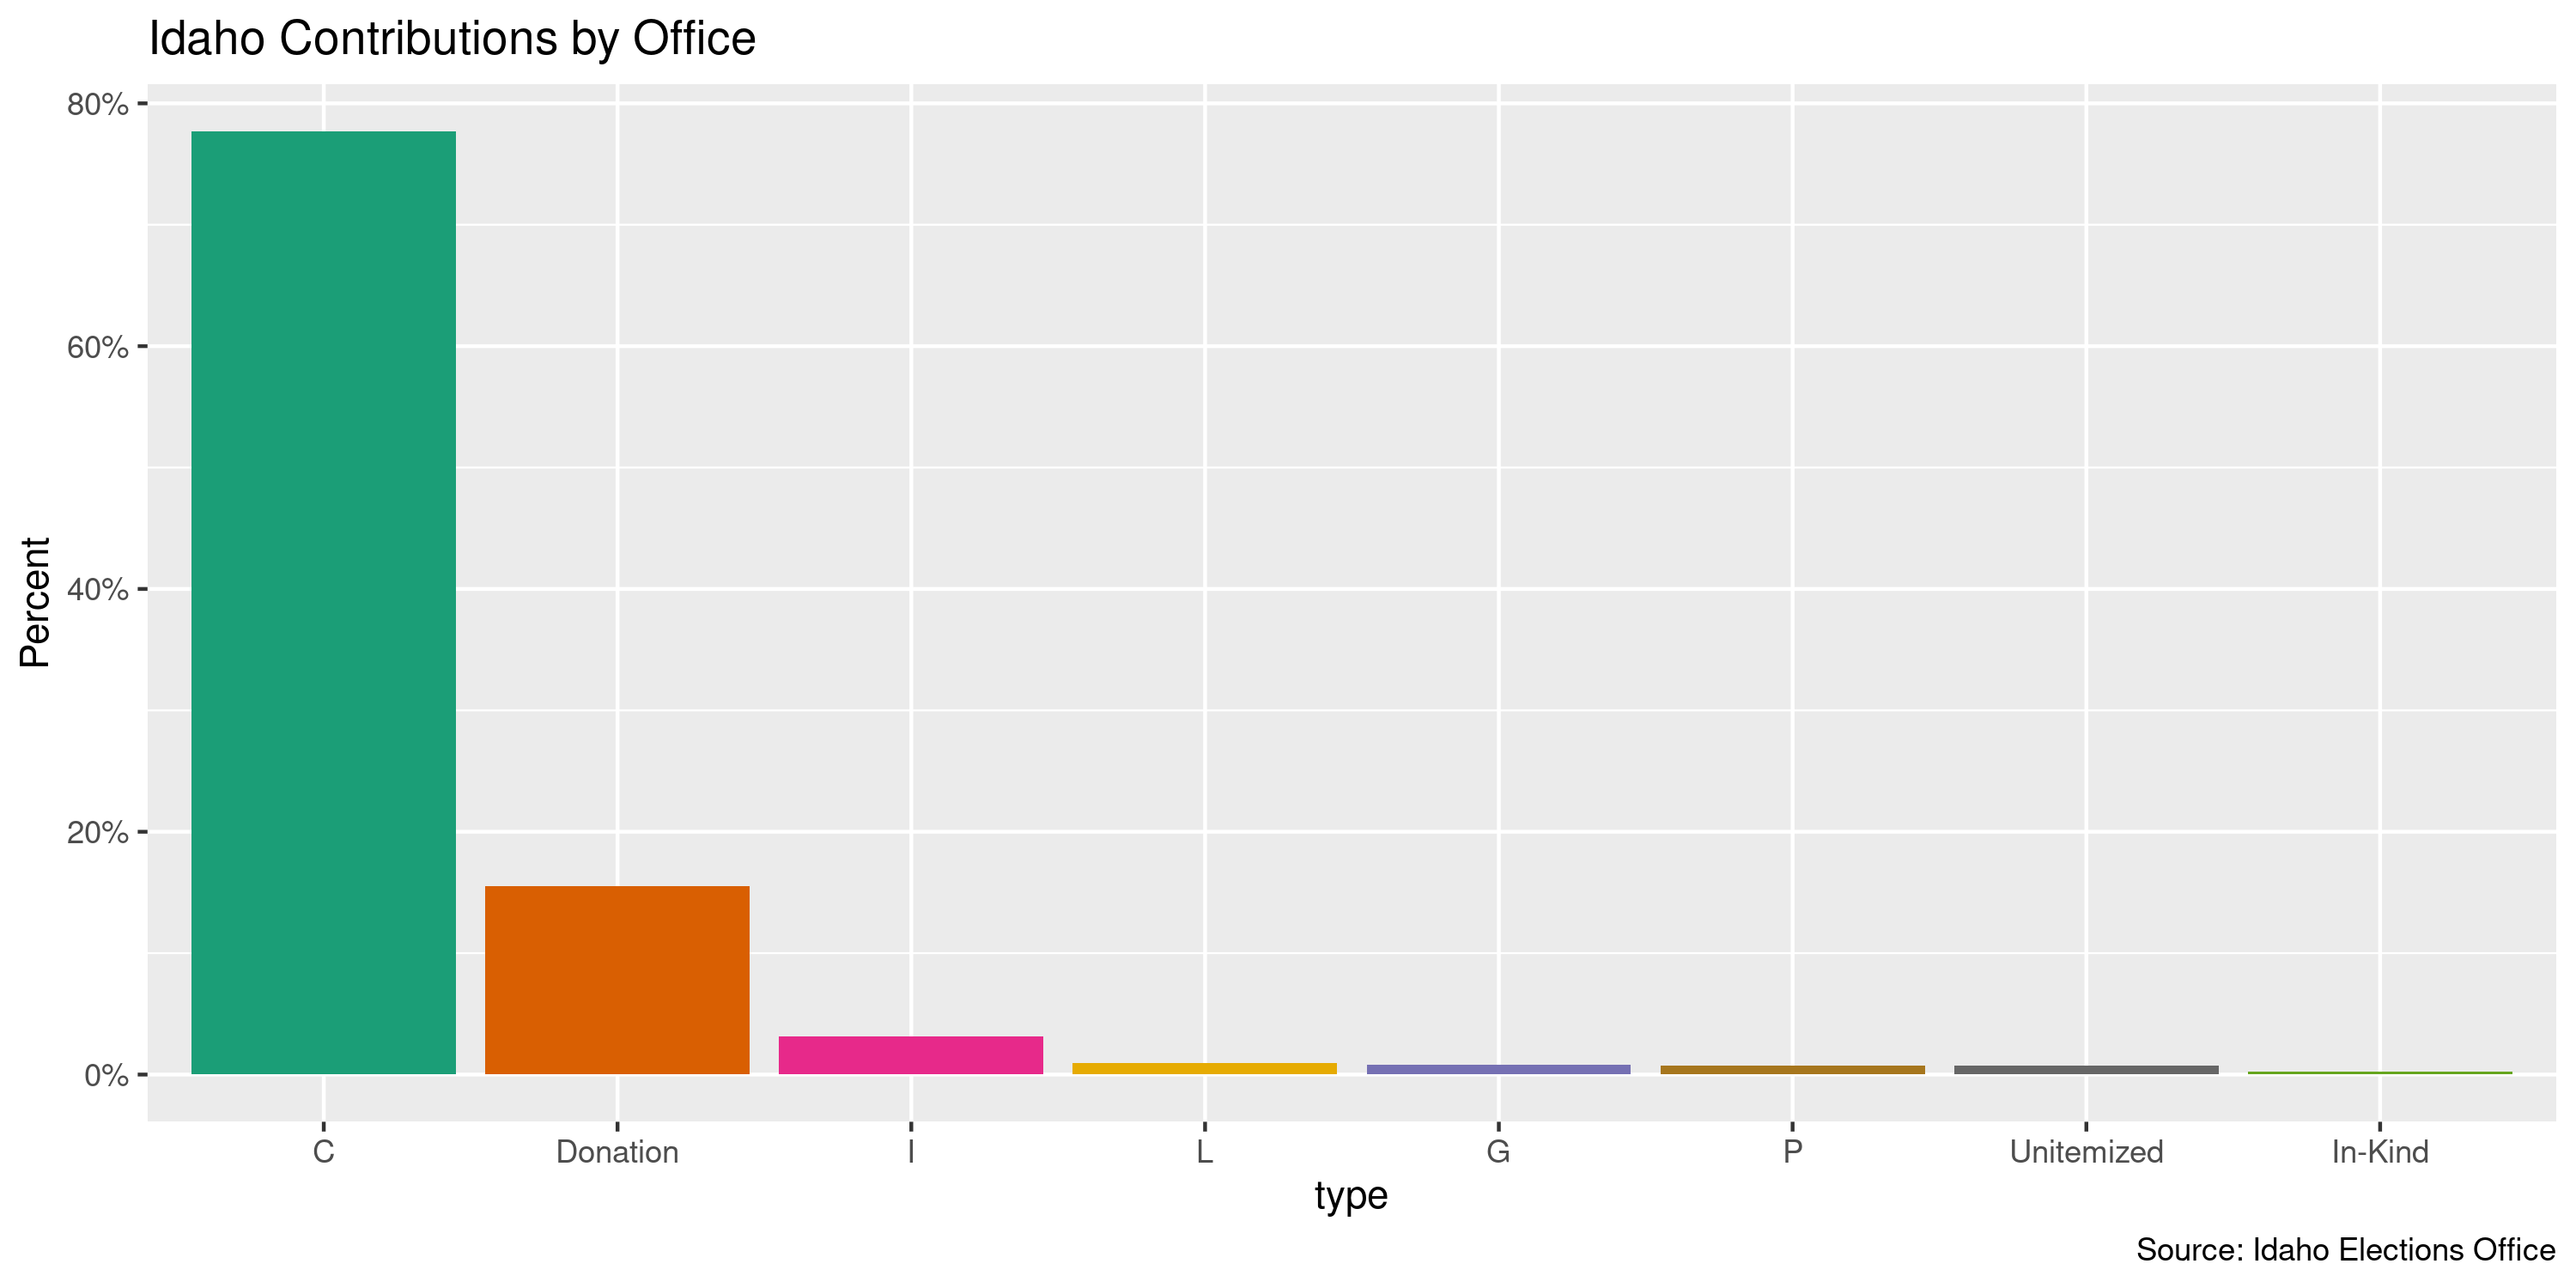 Idaho Contributions by Office
80%
60%
40%
20%
0%
Percent
C Donation I L G P Unitemized In-Kind
type
Source: Idaho Elections Office